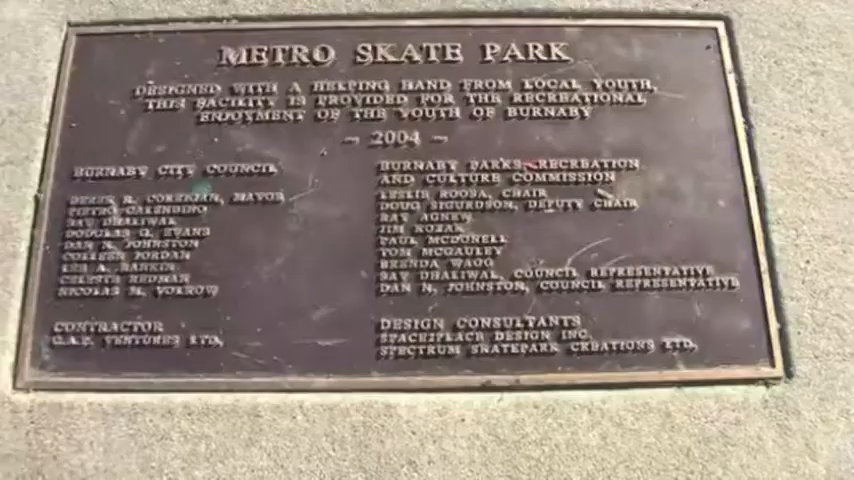 METRO SKATE PARK
DESIGNED WITH A HELPING HAND FROM LOCAL YOUTH,
THIS FACILITY IS PROVIDED FOR THE RECREATIONAL
ENJOYMENT OF THE YOUTH OF BURNABY
~ 2004 ~
BURNABY CITY COUNCIL
DEREK R. CORRIGAN, MAYOR
PIETRO CALENDINO
SAV DHALIWAL
DOUGLAS G. EVANS
DAN N. JOHNSTON
COLLEEN JORDAN
LEE A. RANKIN
CELESTE REDMAN
NICOLAS M. VOLKOW
CONTRACTOR
G.A.P. VENTURES LTD.
BURNABY PARKS, RECREATION
AND CULTURE COMMISSION
LESLIE ROOSA, CHAIR
DOUG SIGURDSON, DEPUTY CHAIR
RAY AGNEW
JIM KOZAK
PAUL MCDONELL
TOM MCGAULEY
BRENDA WAGG
SAV DHALIWAL, COUNCIL REPRESENTATIVE
DAN N. JOHNSTON, COUNCIL REPRESENTATIVE
DESIGN CONSULTANTS
SPACE2PLACE DESIGN INC.
SPECTRUM SKATEPARK CREATIONS LTD.